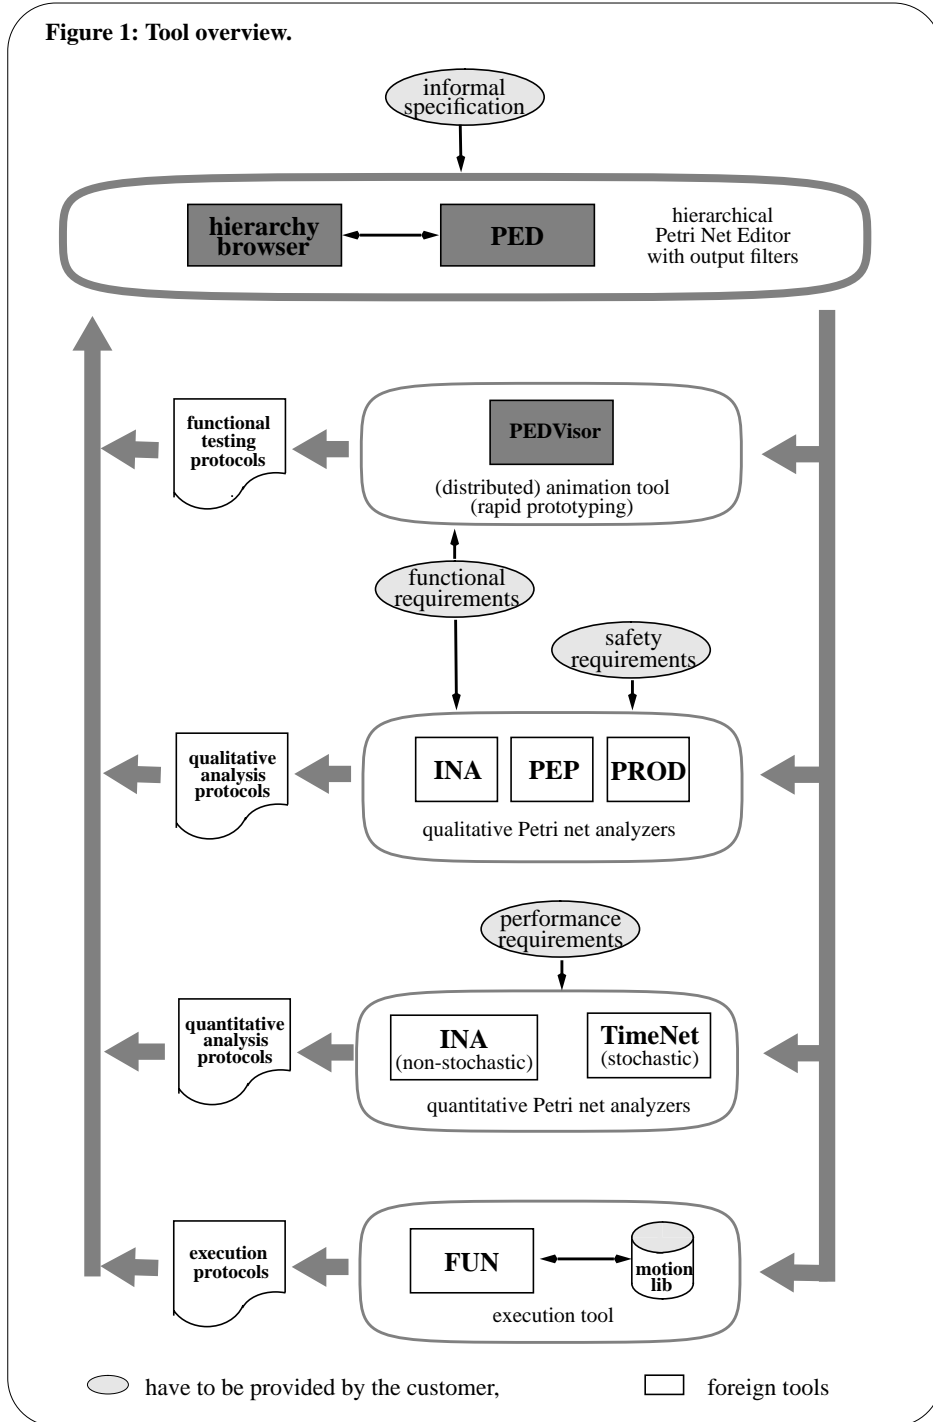 Figure 1: Tool overview.
informal
specification
hierarchy
browser
PED
hierarchical
Petri Net Editor
with output filters
functional
testing
protocols
PEDVisor
(distributed) animation tool
(rapid prototyping)
functional
requirements
safety
requirements
qualitative
analysis
protocols
INA
PEP
PROD
qualitative Petri net analyzers
performance
requirements
quantitative
analysis
protocols
INA
(non-stochastic)
TimeNet
(stochastic)
quantitative Petri net analyzers
execution
protocols
FUN
motion
lib
execution tool
have to be provided by the customer,
foreign tools